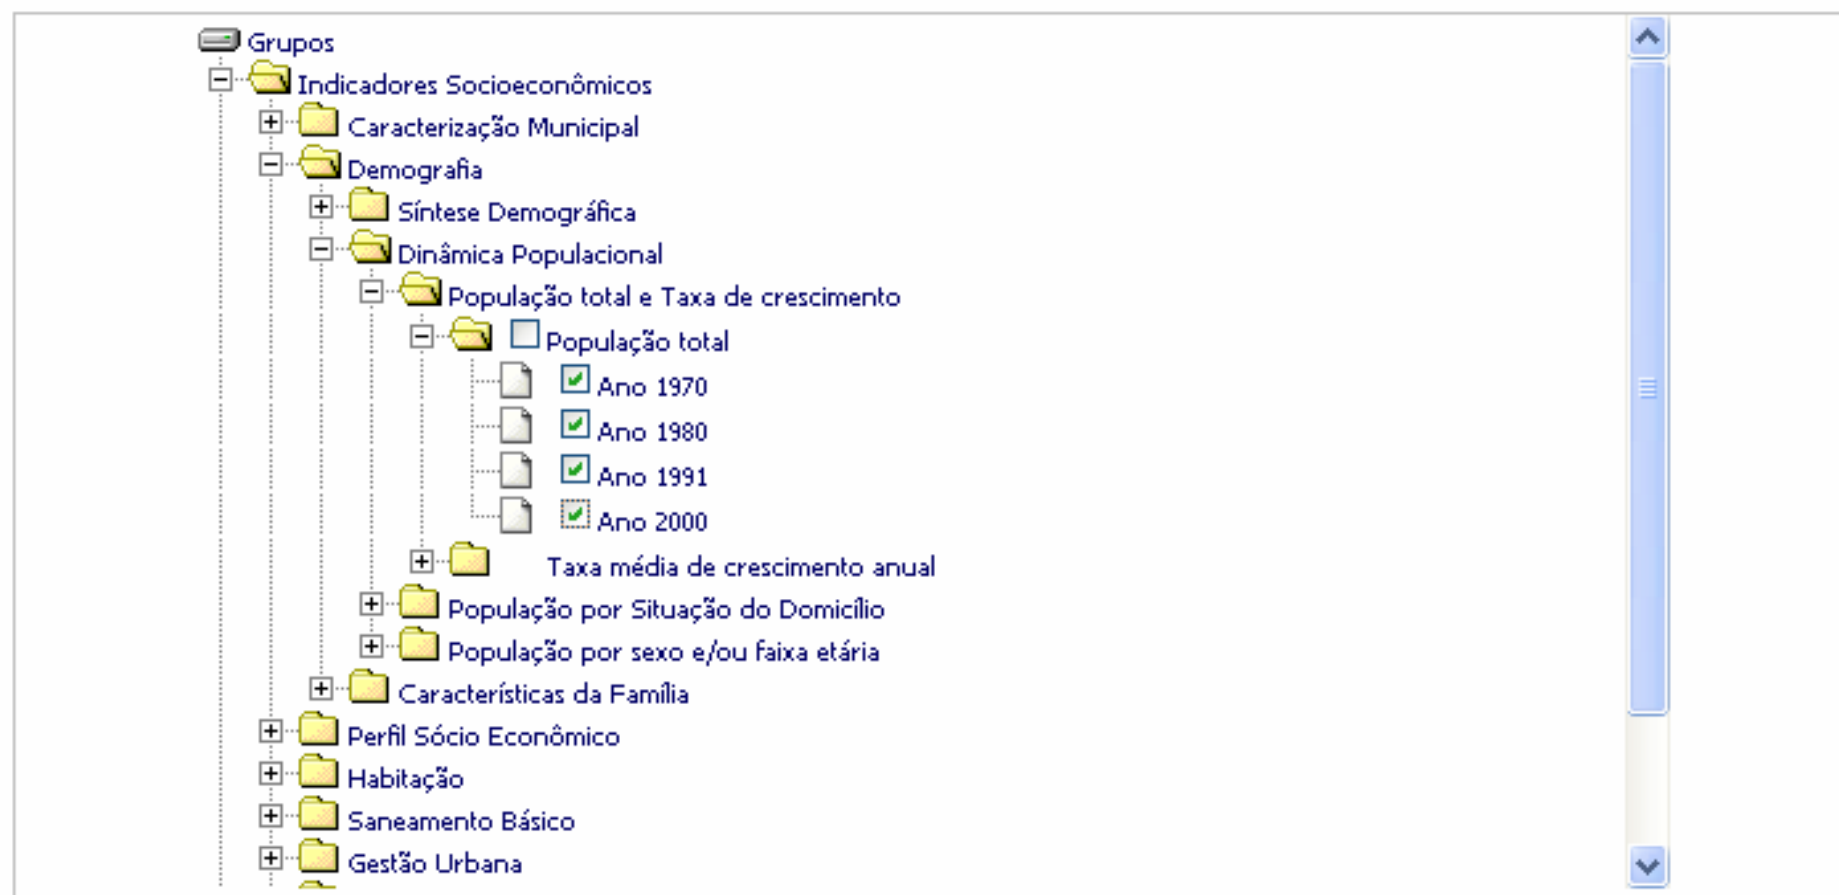 Grupos
Indicadores Socioeconômicos
Caracterização Municipal
Demografia
Síntese Demográfica
Dinâmica Populacional
População total e Taxa de crescimento
População total
Ano 1970
Ano 1980
Ano 1991
Ano 2000
Taxa média de crescimento anual
População por Situação do Domicílio
População por sexo e/ou faixa etária
Características da Família
Perfil Sócio Econômico
Habitação
Saneamento Básico
Gestão Urbana